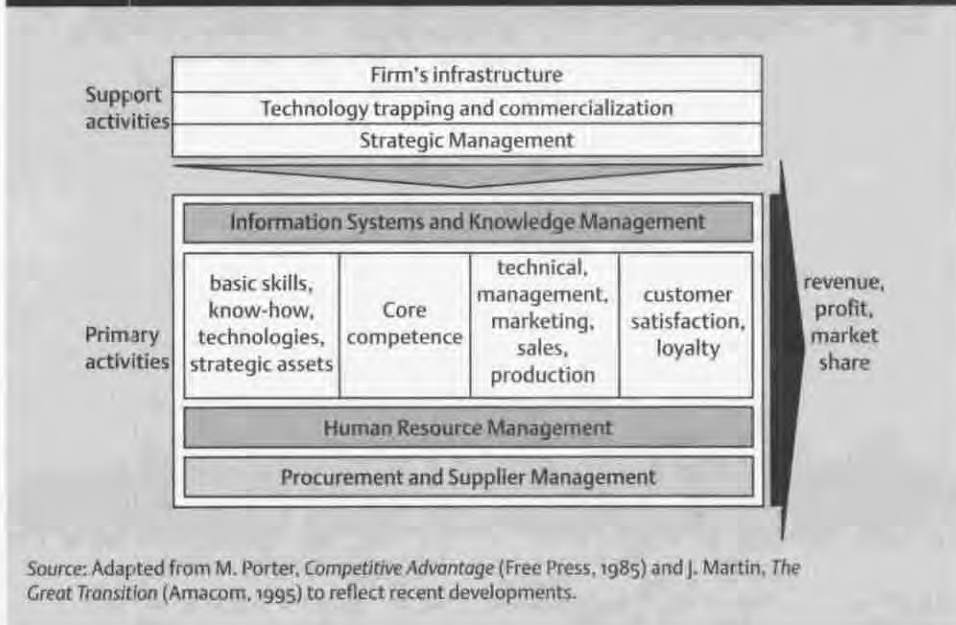 Firm's infrastructure
Support
activities
Technology trapping and commercialization
Strategic Management
Information Systems and Knowledge Management
Primary
activities
basic skills,
know-how,
technologies,
strategic assets
Core
competence
technical,
management,
marketing,
sales,
production
customer
satisfaction,
loyalty
revenue,
profit,
market
share
Human Resource Management
Procurement and Supplier Management
Source: Adapted from M. Porter, Competitive Advantage (Free Press, 1985) and J. Martin, The
Great Transition (Amacom, 1995) to reflect recent developments.